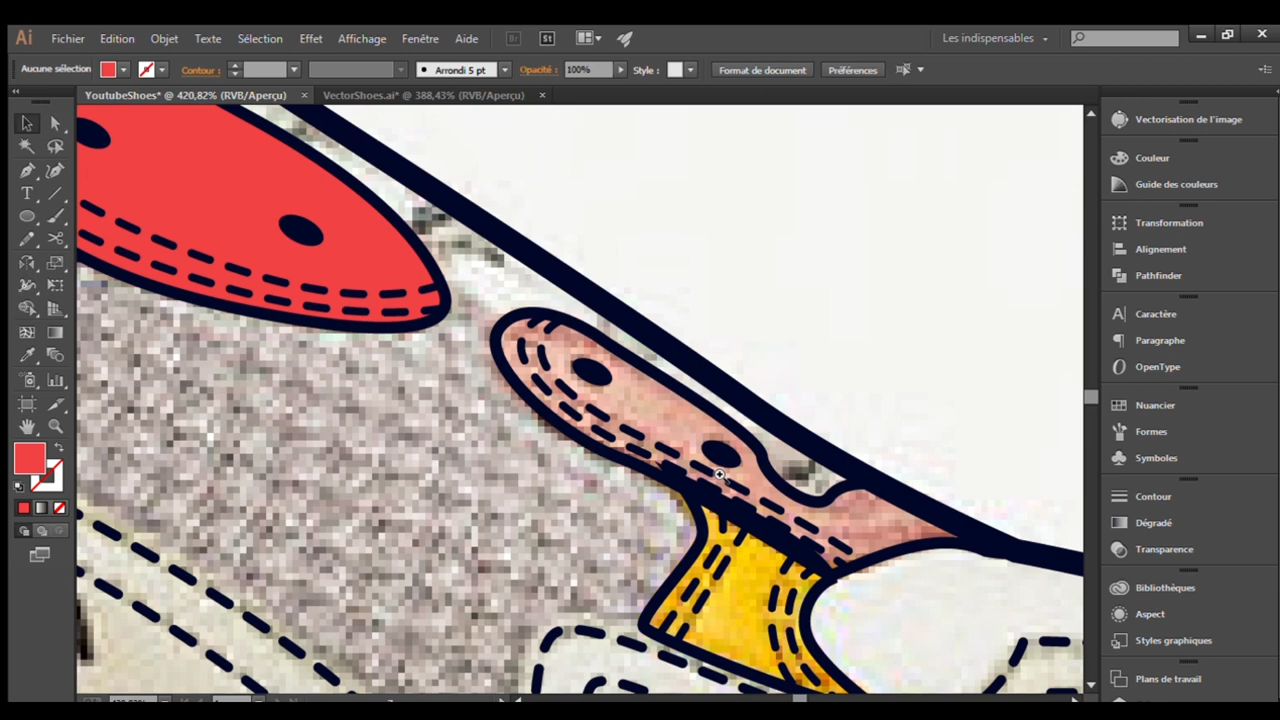 Ai Fichier Edition Objet Texte Sélection Effet Affichage Fenêtre Aide Br St Les indispensables
Aucune sélection Contour : Arrondi 5 pt Opacité : 100% Style : Format de document Préférences
YoutubeShoes* @ 420,82% (RVB/Aperçu) × VectorShoes.ai* @ 388,43% (RVB/Aperçu) ×
Vectorisation de l'image
Couleur
Guide des couleurs
Transformation
Alignement
Pathfinder
Caractère
Paragraphe
OpenType
Nuancier
Formes
Symboles
Contour
Dégradé
Transparence
Bibliothèques
Aspect
Styles graphiques
Plans de travail